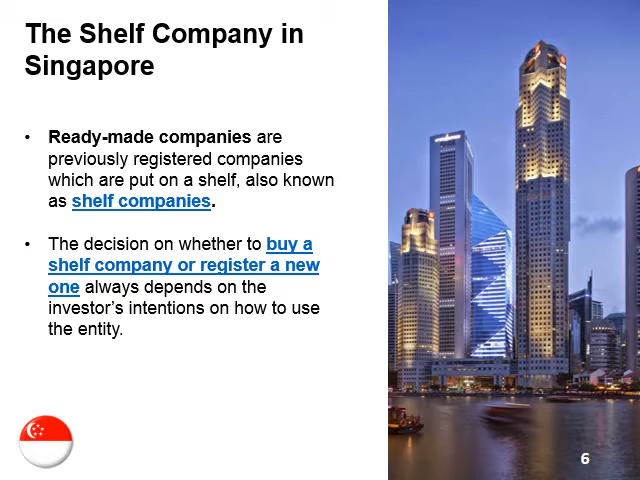 The Shelf Company in
Singapore
• Ready-made companies are
previously registered companies
which are put on a shelf, also known
as shelf companies.
• The decision on whether to buy a
shelf company or register a new
one always depends on the
investor’s intentions on how to use
the entity.
6